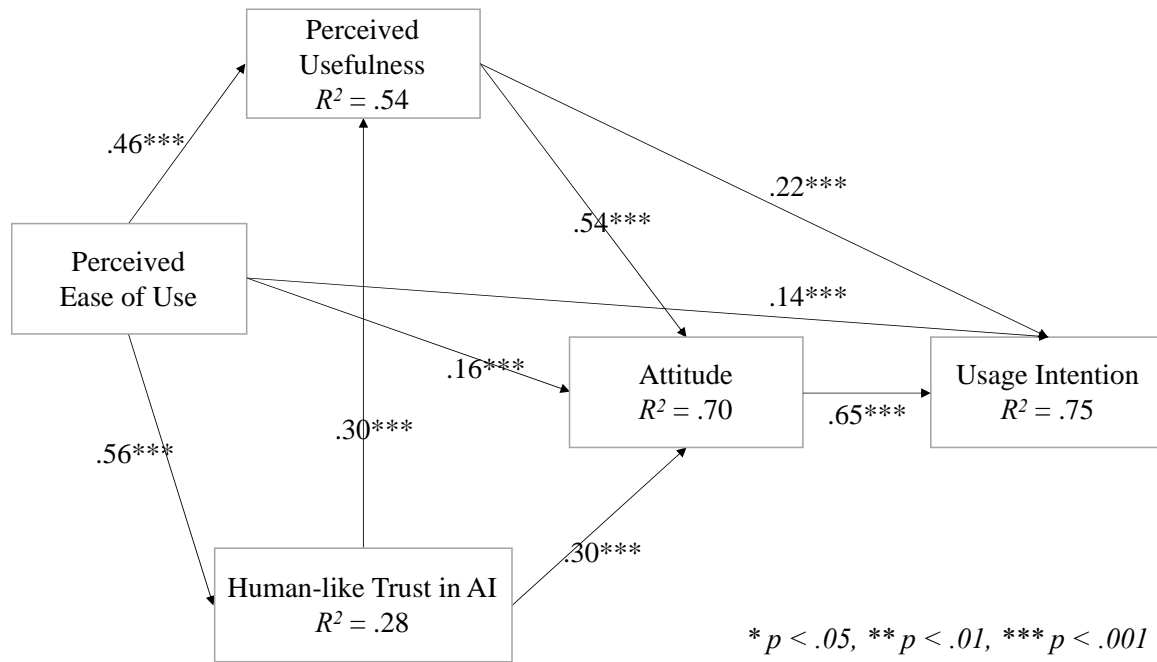 Perceived
Usefulness
R² = .54
.46***
.22***
.54***
Perceived
Ease of Use
.14***
.16***
Attitude
R² = .70
Usage Intention
R² = .75
.65***
.30***
.56***
.30***
Human-like Trust in AI
R² = .28
* p < .05, ** p < .01, *** p < .001